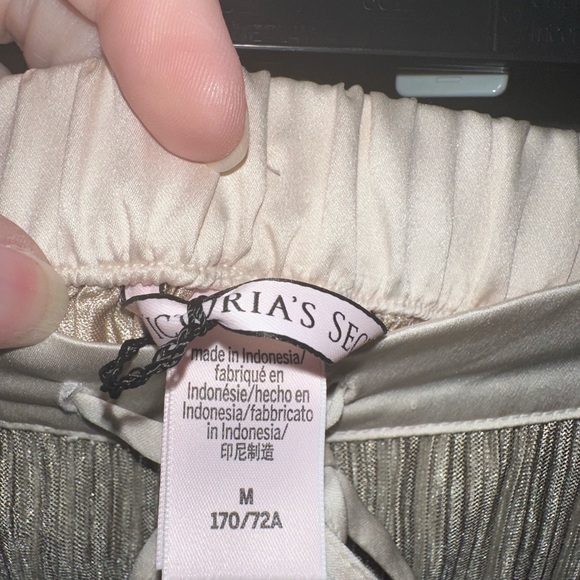 RIA'S SEC
made in Indonesia/
fabriqué en
Indonésie/hecho en
Indonesia/fabbricato
in Indonesia/
印尼制造
M
170/72A